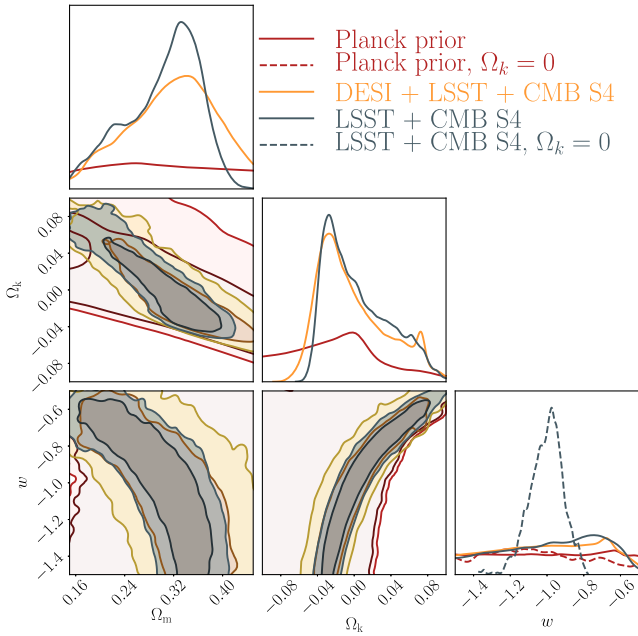 Planck prior
Planck prior, Ωk = 0
DESI + LSST + CMB S4
LSST + CMB S4
LSST + CMB S4, Ωk = 0
0.08
0.04
0.00
−0.04
−0.08
Ωk
−0.6
−0.8
−1.0
−1.2
−1.4
w
0.16
0.24
0.32
0.40
Ωm
−0.08
−0.04
0.00
0.04
0.08
Ωk
−1.4
−1.2
−1.0
−0.8
−0.6
w